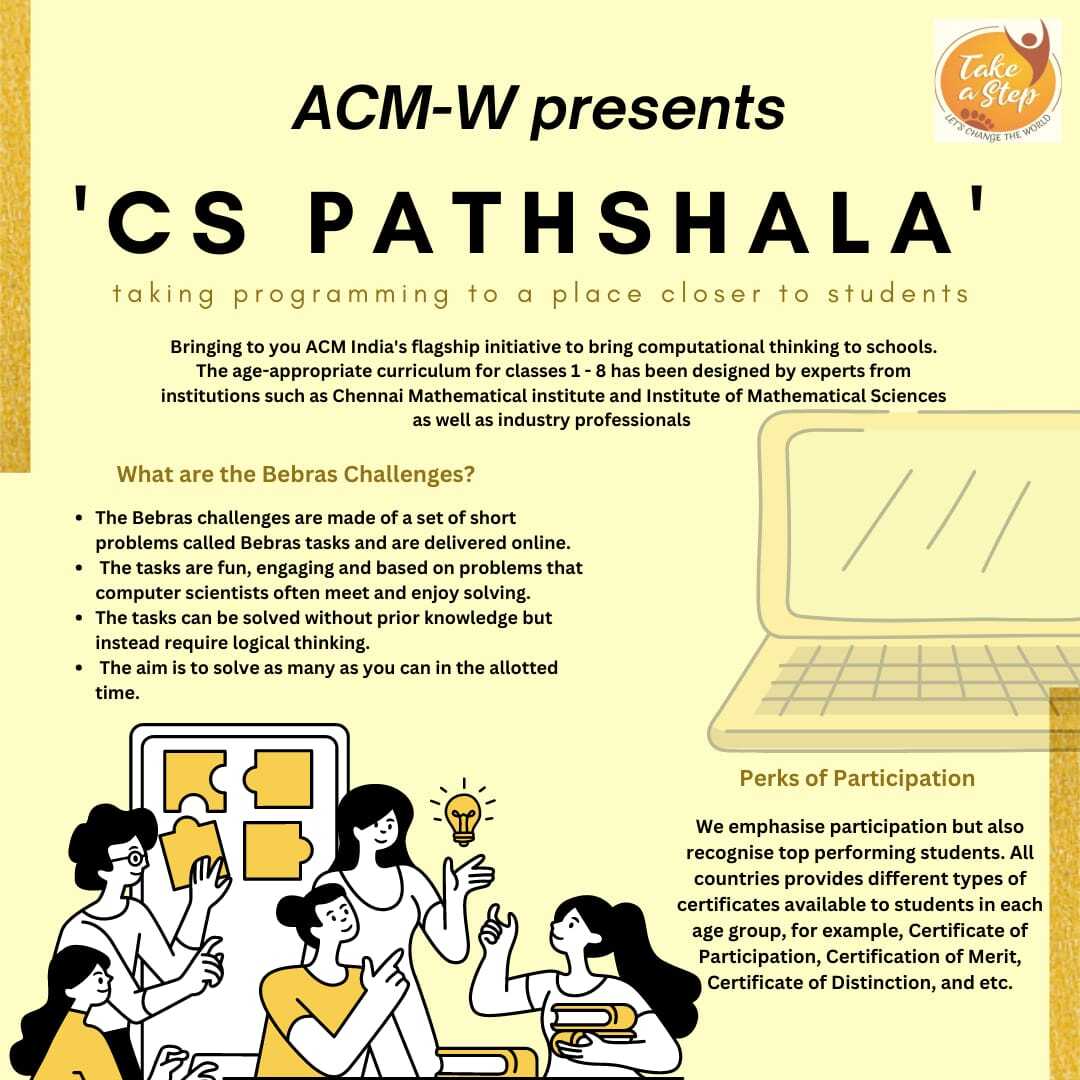 Take
a Step
LET'S CHANGE THE WORLD
ACM-W presents
'CS PATHSHALA'
taking programming to a place closer to students
Bringing to you ACM India's flagship initiative to bring computational thinking to schools.
The age-appropriate curriculum for classes 1 - 8 has been designed by experts from
institutions such as Chennai Mathematical institute and Institute of Mathematical Sciences
as well as industry professionals
What are the Bebras Challenges?
• The Bebras challenges are made of a set of short
problems called Bebras tasks and are delivered online.
• The tasks are fun, engaging and based on problems that
computer scientists often meet and enjoy solving.
• The tasks can be solved without prior knowledge but
instead require logical thinking.
• The aim is to solve as many as you can in the allotted
time.
Perks of Participation
We emphasise participation but also
recognise top performing students. All
countries provides different types of
certificates available to students in each
age group, for example, Certificate of
Participation, Certification of Merit,
Certificate of Distinction, and etc.